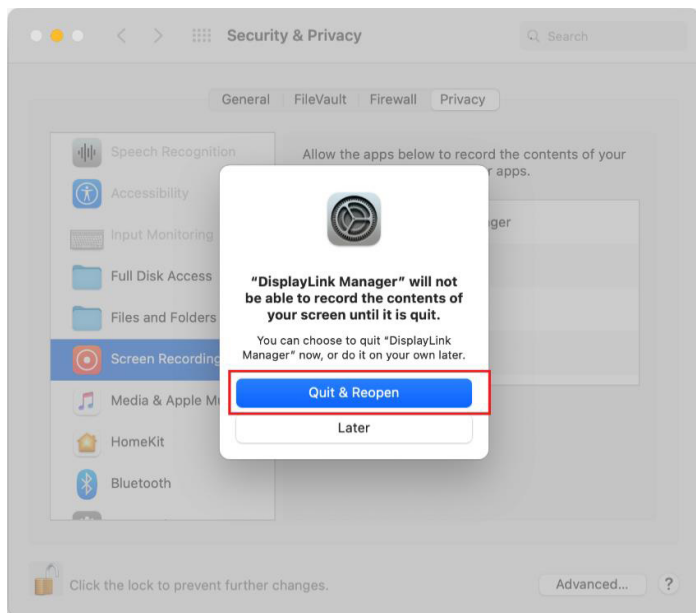 Security & Privacy
Search
General
FileVault
Firewall
Privacy
Speech Recognition
Allow the apps below to record the contents of your
r apps.
Accessibility
ger
Input Monitoring
Full Disk Access
"DisplayLink Manager" will not
be able to record the contents of
your screen until it is quit.
Files and Folders
You can choose to quit "DisplayLink
Manager" now, or do it on your own later.
Screen Recording
Quit & Reopen
Media & Apple Mu
Later
HomeKit
Bluetooth
Click the lock to prevent further changes.
Advanced...
?